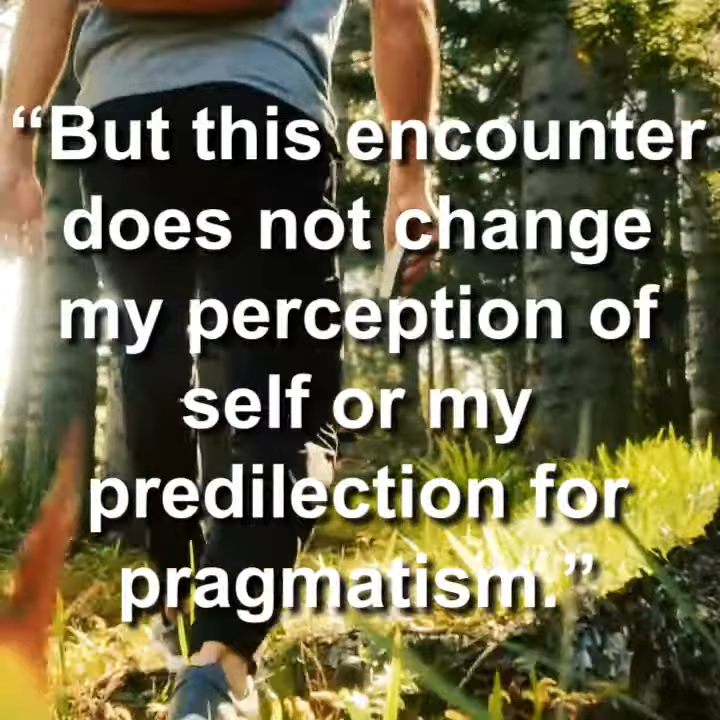 “But this encounter
does not change
my perception of
self or my
predilection for
pragmatism.”